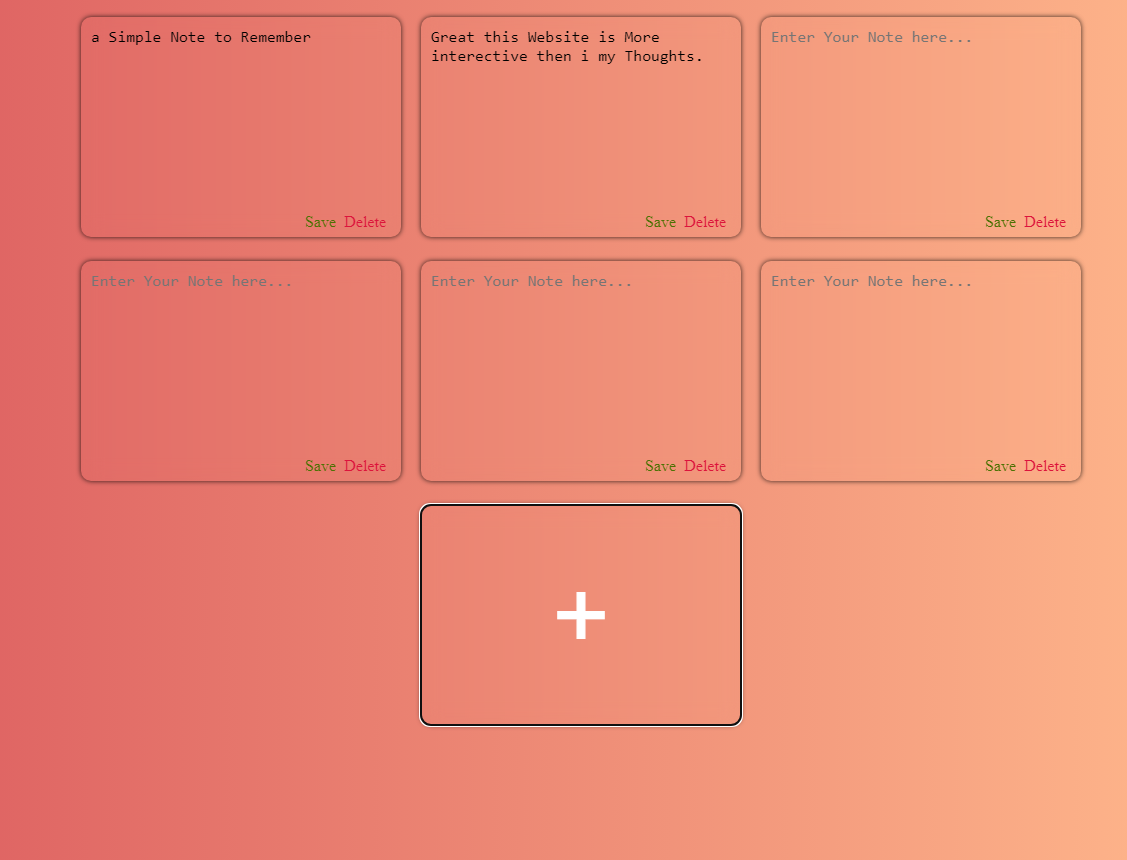 a Simple Note to Remember
Great this Website is More
interective then i my Thoughts.
Enter Your Note here...
Save Delete
Save Delete
Save Delete
Enter Your Note here...
Enter Your Note here...
Enter Your Note here...
Save Delete
Save Delete
Save Delete
+